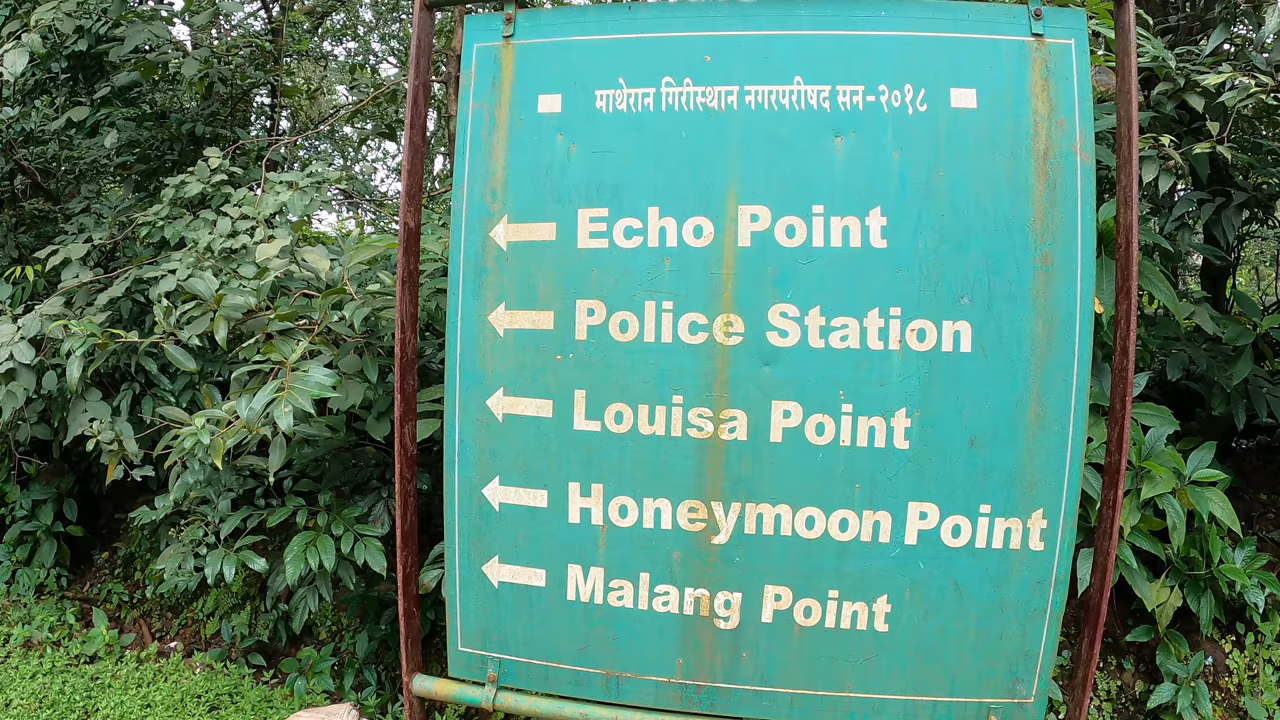 माथेरान गिरीस्थान नगरपरीषद सन-२०१८
Echo Point
Police Station
Louisa Point
Honeymoon Point
Malang Point